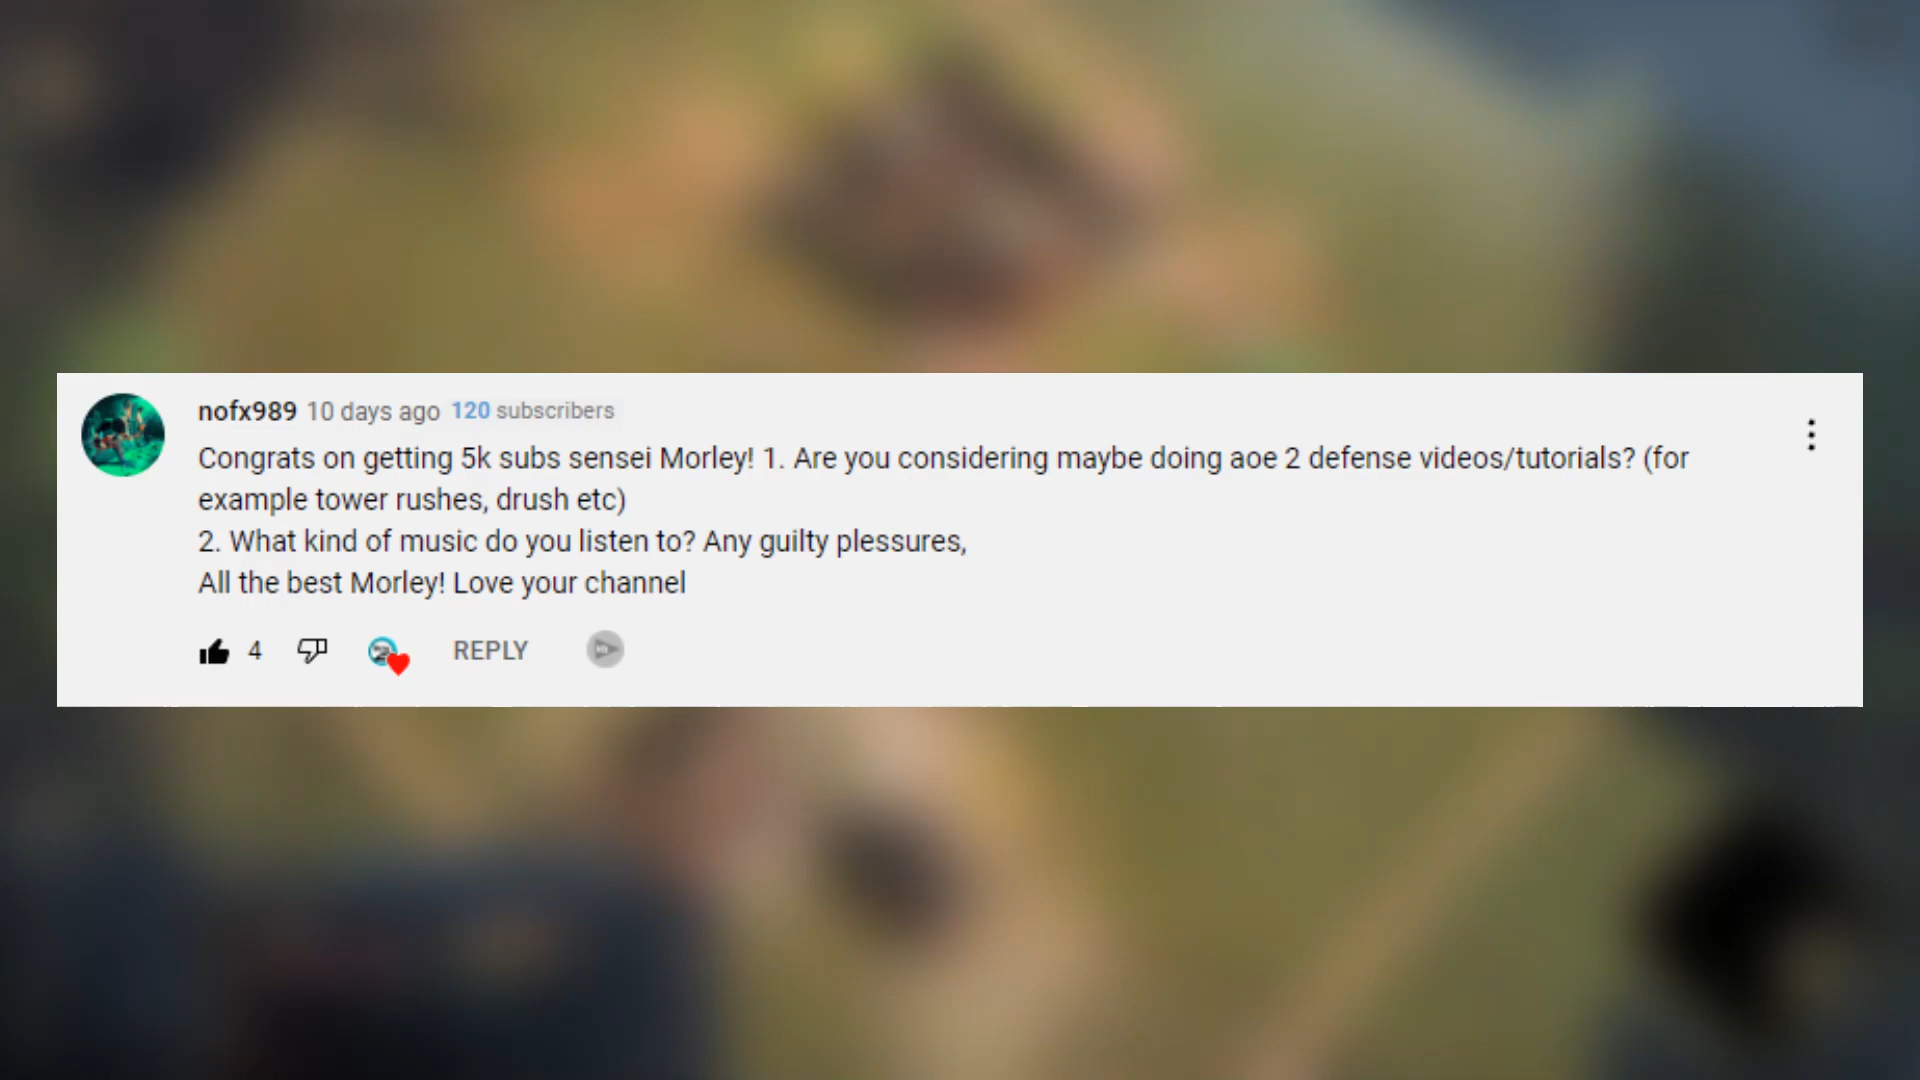 nofx989 10 days ago 120 subscribers
Congrats on getting 5k subs sensei Morley! 1. Are you considering maybe doing aoe 2 defense videos/tutorials? (for
example tower rushes, drush etc)
2. What kind of music do you listen to? Any guilty plessures,
All the best Morley! Love your channel
4 REPLY